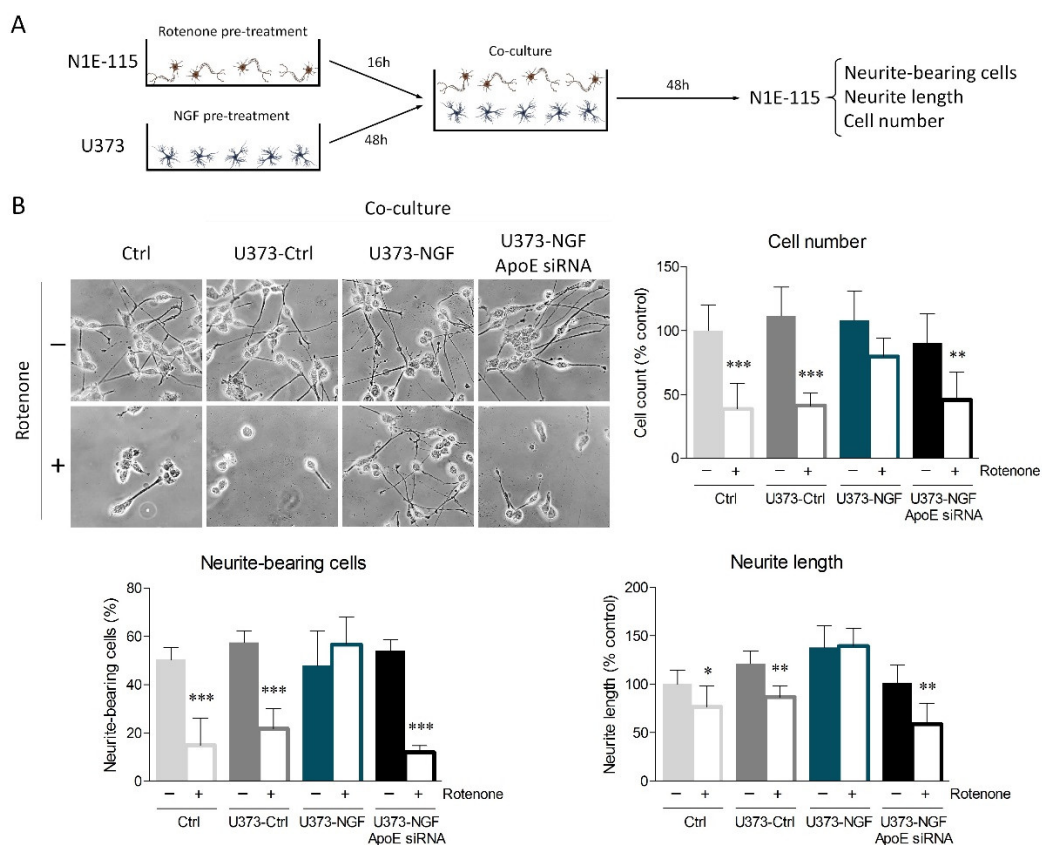 A
Rotenone pre-treatment
N1E-115
16h
Co-culture
NGF pre-treatment
U373
48h
48h
N1E-115
Neurite-bearing cells
Neurite length
Cell number
B
Co-culture
Ctrl
U373-Ctrl
U373-NGF
U373-NGF
ApoE siRNA
Rotenone
–
+
Cell number
Cell count (% control)
150
100
50
0
***
***
**
– + – + – + – + Rotenone
Ctrl U373-Ctrl U373-NGF U373-NGF
ApoE siRNA
Neurite-bearing cells
Neurite-bearing cells (%)
80
60
40
20
0
***
***
***
– + – + – + – + Rotenone
Ctrl U373-Ctrl U373-NGF U373-NGF
ApoE siRNA
Neurite length
Neurite length (% control)
200
150
100
50
0
*
**
**
– + – + – + – + Rotenone
Ctrl U373-Ctrl U373-NGF U373-NGF
ApoE siRNA